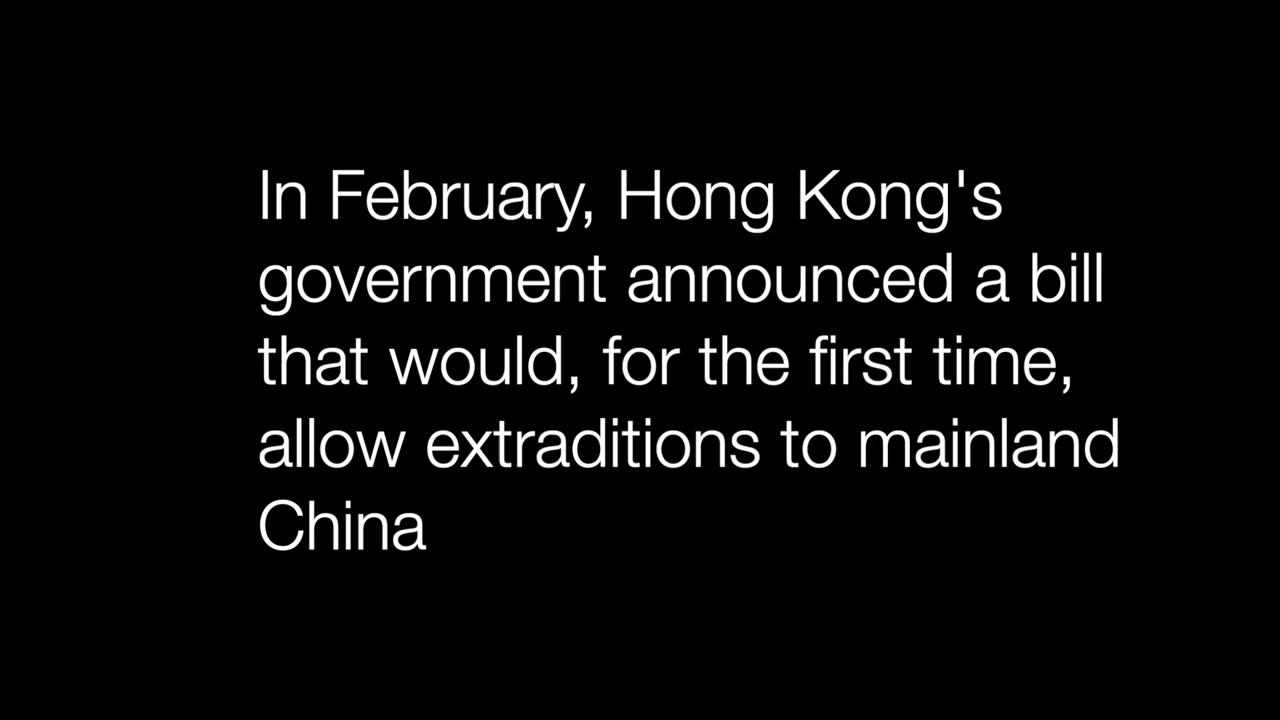 In February, Hong Kong's
government announced a bill
that would, for the first time,
allow extraditions to mainland
China